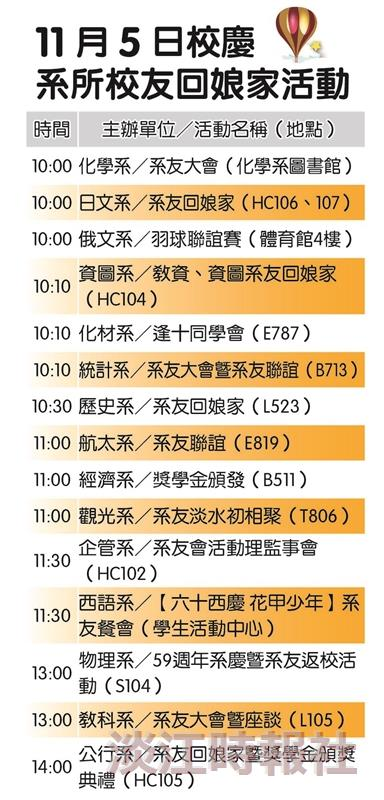 11月5日校慶
系所校友回娘家活動
時間 主辦單位／活動名稱（地點）
10:00 化學系／系友大會（化學系圖書館）
10:00 日文系／系友回娘家（HC106、107）
10:00 俄文系／羽球聯誼賽（體育館4樓）
10:10 資圖系／教資、資圖系友回娘家
（HC104）
10:10 化材系／逢十同學會（E787）
10:10 統計系／系友大會暨系友聯誼（B713）
10:30 歷史系／系友回娘家（L523）
11:00 航太系／系友聯誼（E819）
11:00 經濟系／獎學金頒發（B511）
11:00 觀光系／系友淡水初相聚（T806）
11:30 企管系／系友會活動理監事會
（HC102）
11:30 西語系／【六十西慶 花甲少年】系
友餐會（學生活動中心）
13:00 物理系／59週年系慶暨系友返校活
動（S104）
13:00 教科系／系友大會暨座談（L105）
14:00 公行系／系友回娘家暨獎學金頒獎
典禮（HC105）
淡江時報社